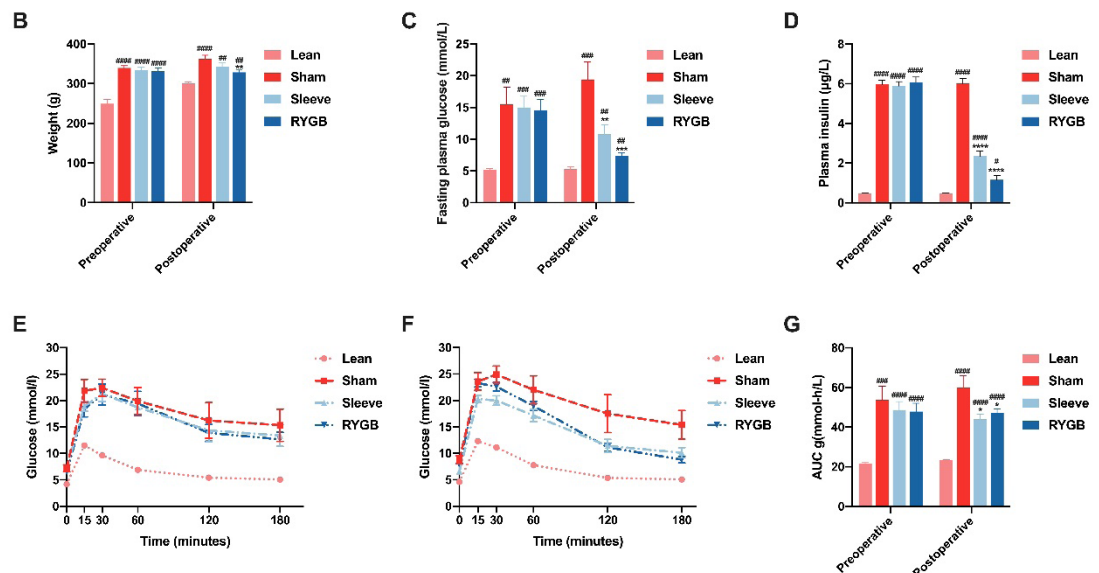 B
Weight (g)
400
300
200
100
0
#### #### ####
####
##
##
**
Preoperative
Postoperative
Lean
Sham
Sleeve
RYGB
C
Fasting plasma glucose (mmol/L)
25
20
15
10
5
0
## ### ###
###
##
**
##
***
Preoperative
Postoperative
Lean
Sham
Sleeve
RYGB
D
Plasma insulin (μg/L)
8
6
4
2
0
#### #### ####
####
####
****
#
****
Preoperative
Postoperative
Lean
Sham
Sleeve
RYGB
E
Glucose (mmol/l)
30
25
20
15
10
5
0
0 15 30 60 120 180
Time (minutes)
Lean
Sham
Sleeve
RYGB
F
Glucose (mmol/l)
30
25
20
15
10
5
0
0 15 30 60 120 180
Time (minutes)
Lean
Sham
Sleeve
RYGB
G
AUC g(mmol-h/L)
80
60
40
20
0
### #### ####
####
####
*
####
*
Preoperative
Postoperative
Lean
Sham
Sleeve
RYGB